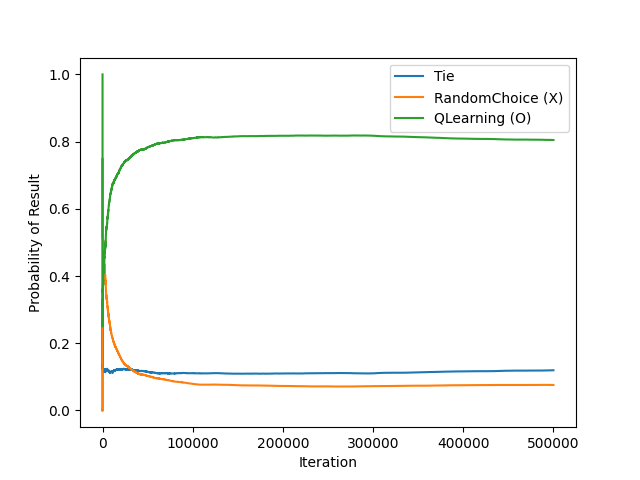 Tie
RandomChoice (X)
QLearning (O)
Probability of Result
1.0
0.8
0.6
0.4
0.2
0.0
0 100000 200000 300000 400000 500000
Iteration